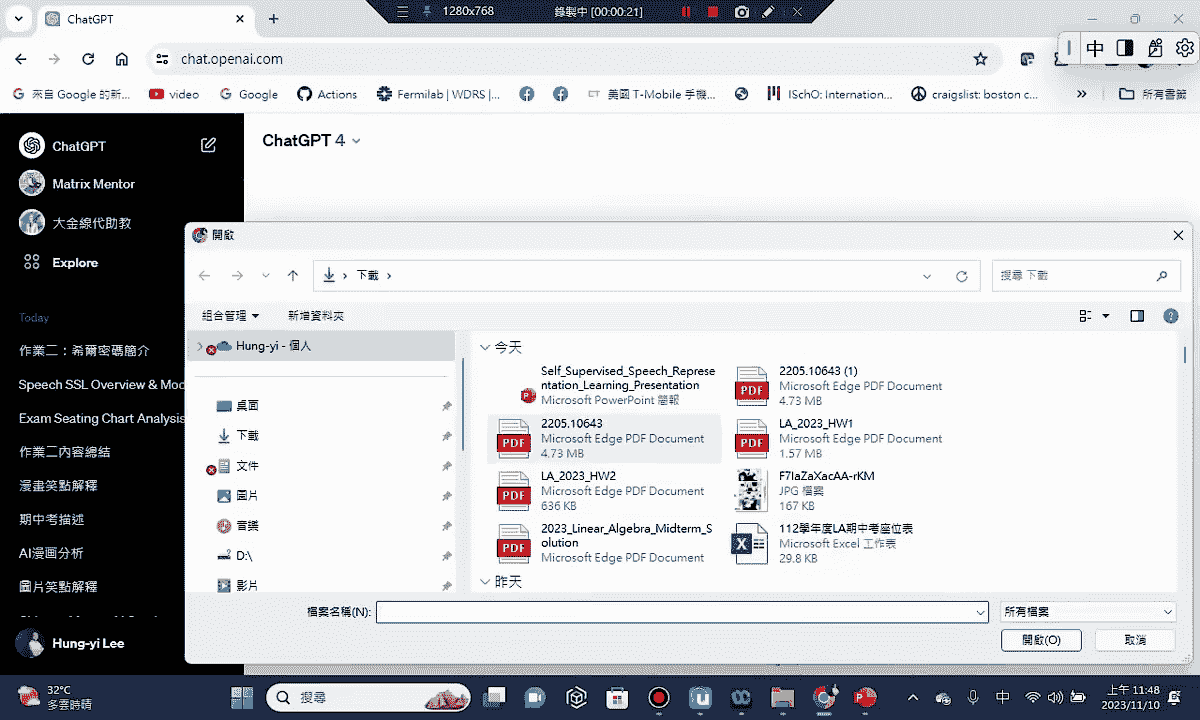 ChatGPT
1280x768
錄製中 [00:00:21]
中
chat.openai.com
來自 Google 的新...
video
Google
Actions
Fermilab | WDRS |...
CT
美國 T-Mobile 手機...
ISchO: Internation...
craigslist: boston c...
所有書籤
ChatGPT
ChatGPT 4
Matrix Mentor
大金線代助教
Explore
Today
作業二：希爾密碼簡介
Speech SSL Overview & Mod
Exam Seating Chart Analysis
作業二內容總結
漫畫笑點解釋
期中考描述
AI漫画分析
圖片笑點解釋
Hung-yi Lee
開啟
下載
搜尋 下載
組合管理
新增資料夾
Hung-yi - 個人
桌面
下載
文件
圖片
音樂
D:\
影片
今天
Self_Supervised_Speech_Represe
ntation_Learning_Presentation
Microsoft PowerPoint 簡報
2205.10643 (1)
Microsoft Edge PDF Document
4.73 MB
PDF
2205.10643
Microsoft Edge PDF Document
4.73 MB
PDF
LA_2023_HW1
Microsoft Edge PDF Document
1.57 MB
PDF
LA_2023_HW2
Microsoft Edge PDF Document
636 KB
PDF
F7IaZaXacAA-rKM
JPG 檔案
167 KB
2023_Linear_Algebra_Midterm_S
olution
Microsoft Edge PDF Document
PDF
112學年度LA期中考座位表
Microsoft Excel 工作表
29.8 KB
昨天
檔案名稱(N):
所有檔案
開啟(O)
取消
32°C
多雲時晴
搜尋
中
上午 11:48
2023/11/10